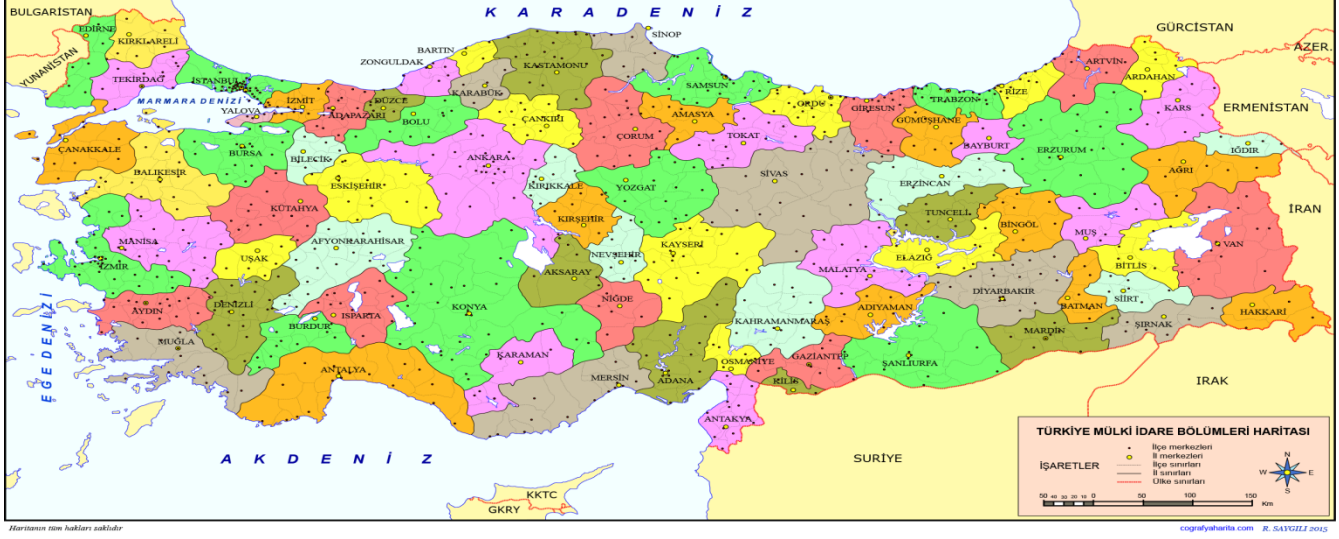 BULGARİSTAN
K A R A D E N İ Z
GÜRCİSTAN
AZER.
YUNANİSTAN
EDİRNE
KIRKLARELİ
TEKİRDAĞ
İSTANBUL
MARMARA DENİZİ
YALOVA
İZMİT
ADAPAZARI
DÜZCE
BOLU
ZONGULDAK
BARTIN
KARABÜK
KASTAMONU
SİNOP
ÇANKIRI
SAMSUN
ÇORUM
AMASYA
TOKAT
ORDU
GİRESUN
GÜMÜŞHANE
TRABZON
RİZE
BAYBURT
ARTVİN
ARDAHAN
KARS
ERMENİSTAN
IĞDIR
AĞRI
ERZURUM
ERZİNCAN
SİVAS
YOZGAT
KIRIKKALE
ANKARA
ESKİŞEHİR
BİLECİK
BURSA
ÇANAKKALE
BALIKESİR
KÜTAHYA
MANİSA
İZMİR
UŞAK
AFYONKARAHİSAR
KIRŞEHİR
NEVŞEHİR
KAYSERİ
AKSARAY
NİĞDE
KONYA
MALATYA
TUNCELİ
ELAZIĞ
BİNGÖL
MUŞ
BİTLİS
VAN
İRAN
DİYARBAKIR
BATMAN
SİİRT
ŞIRNAK
HAKKARİ
MARDİN
ŞANLIURFA
ADIYAMAN
KAHRAMANMARAŞ
GAZİANTEP
KİLİS
OSMANİYE
ADANA
MERSİN
KARAMAN
ANTALYA
ISPARTA
BURDUR
DENİZLİ
AYDIN
MUĞLA
EGE DENİZİ
ANTAKYA
A K D E N İ Z
KKTC
GKRY
SURİYE
IRAK
TÜRKİYE MÜLKİ İDARE BÖLÜMLERİ HARİTASI
İŞARETLER
İlçe merkezleri
İl merkezleri
İlçe sınırları
İl sınırları
Ülke sınırları
N
W E
S
50 40 30 20 10 0 50 100 150
Km
Haritanın tüm hakları saklıdır
cografyaharita.com R. SAYGILI 2015